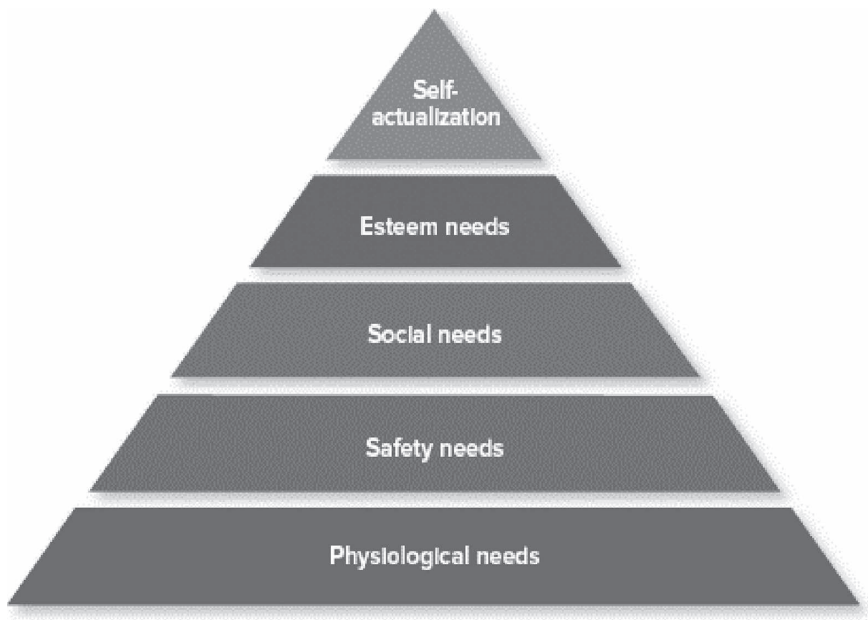 Self-
actualization
Esteem needs
Social needs
Safety needs
Physiological needs